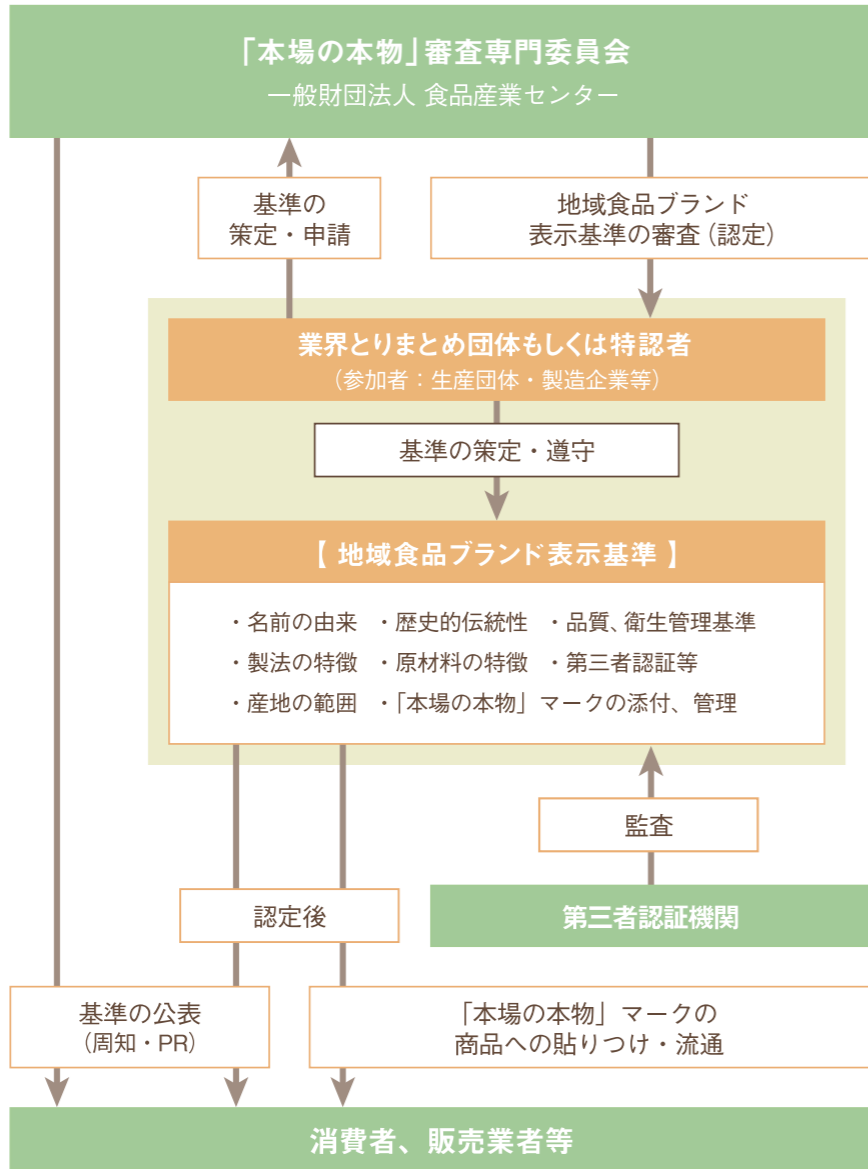 「本場の本物」審査専門委員会
一般財団法人 食品産業センター
基準の
策定・申請
地域食品ブランド
表示基準の審査（認定）
業界とりまとめ団体もしくは特認者
（参加者：生産団体・製造企業等）
基準の策定・遵守
【 地域食品ブランド表示基準 】
・名前の由来 ・歴史的伝統性 ・品質、衛生管理基準
・製法の特徴 ・原材料の特徴 ・第三者認証等
・産地の範囲 ・「本場の本物」マークの添付、管理
監査
認定後
第三者認証機関
基準の公表
（周知・PR）
「本場の本物」マークの
商品への貼りつけ・流通
消費者、販売業者等